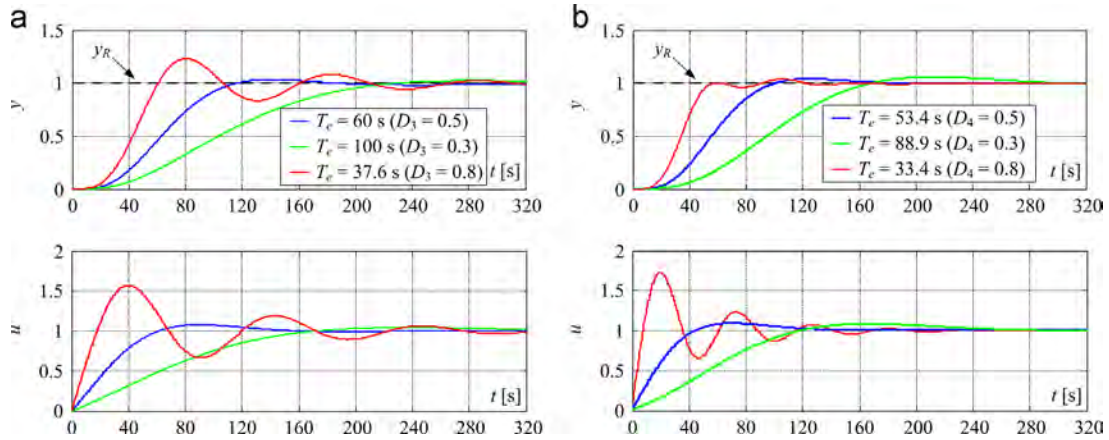 a
1.5
y_R
1
y
0.5
T_e = 60 s (D_3 = 0.5)
T_e = 100 s (D_3 = 0.3)
T_e = 37.6 s (D_3 = 0.8)
t [s]
0
0 40 80 120 160 200 240 280 320
2
1.5
u
1
0.5
t [s]
0
0 40 80 120 160 200 240 280 320
b
1.5
y_R
1
y
0.5
T_e = 53.4 s (D_4 = 0.5)
T_e = 88.9 s (D_4 = 0.3)
T_e = 33.4 s (D_4 = 0.8)
t [s]
0
0 40 80 120 160 200 240 280 320
2
1.5
u
1
0.5
t [s]
0
0 40 80 120 160 200 240 280 320